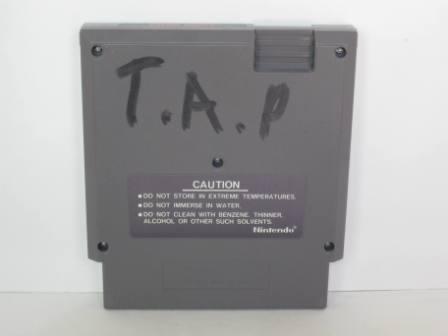 T.A.P
CAUTION
● DO NOT STORE IN EXTREME TEMPERATURES.
● DO NOT IMMERSE IN WATER.
● DO NOT CLEAN WITH BENZENE, THINNER,
ALCOHOL OR OTHER SUCH SOLVENTS.
Nintendo®